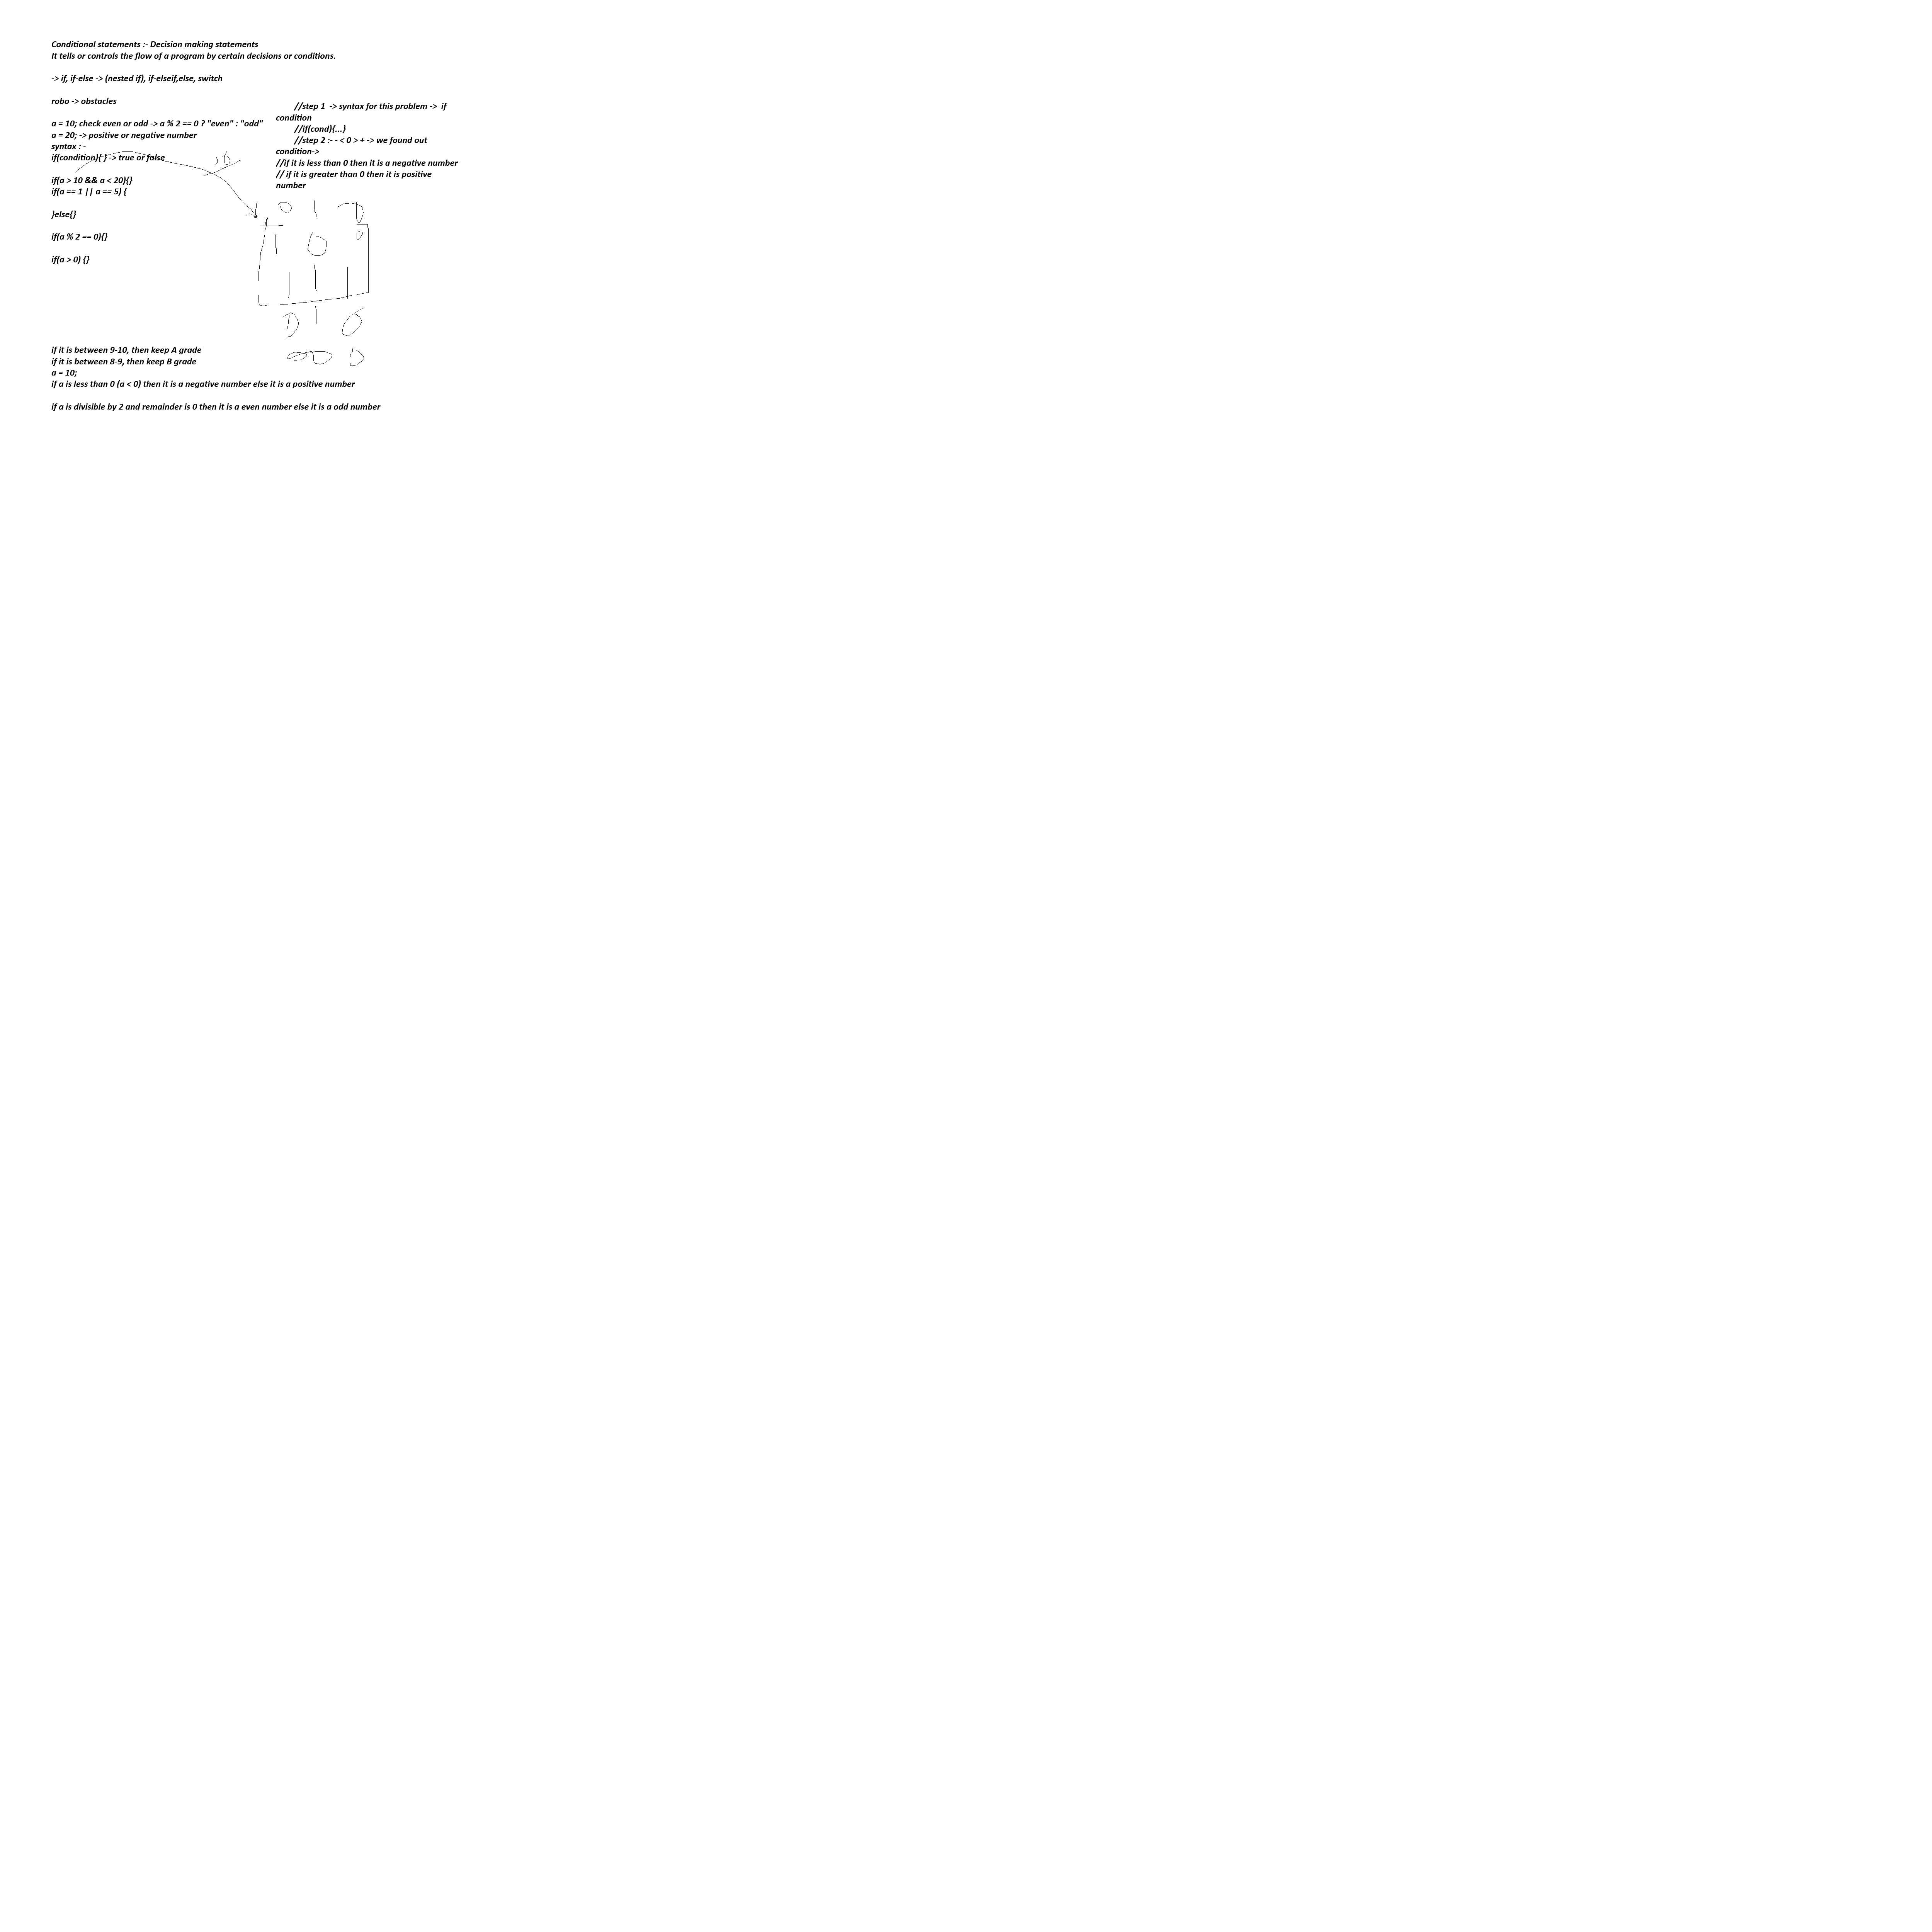 Conditional statements :- Decision making statements
It tells or controls the flow of a program by certain decisions or conditions.
-> if, if-else -> (nested if), if-elseif,else, switch
robo -> obstacles
a = 10; check even or odd -> a % 2 == 0 ? "even" : "odd"
a = 20; -> positive or negative number
syntax : -
if(condition){ } -> true or false
if(a > 10 && a < 20){}
if(a == 1 || a == 5) {
}else{}
if(a % 2 == 0){}
if(a > 0) {}
//step 1 -> syntax for this problem -> if
condition
//if(cond){...}
//step 2 :- - < 0 > + -> we found out
condition->
//if it is less than 0 then it is a negative number
// if it is greater than 0 then it is positive
number
0 1
1 0 0
1 1 1
0 1 0
if it is between 9-10, then keep A grade
if it is between 8-9, then keep B grade
a = 10;
if a is less than 0 (a < 0) then it is a negative number else it is a positive number
if a is divisible by 2 and remainder is 0 then it is a even number else it is a odd number